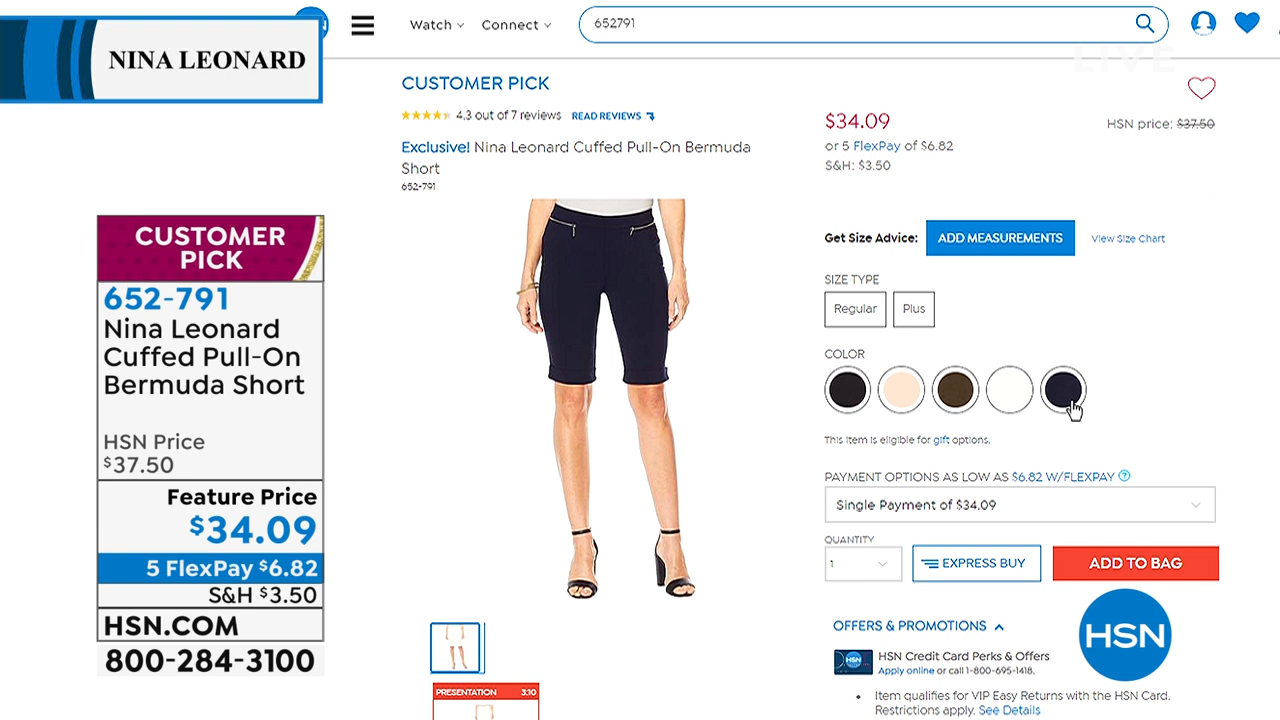 NINA LEONARD
CUSTOMER
PICK
652-791
Nina Leonard
Cuffed Pull-On
Bermuda Short
HSN Price
$37.50
Feature Price
$34.09
5 FlexPay $6.82
S&H $3.50
HSN.COM
800-284-3100
Watch
Connect
652791
LIVE
CUSTOMER PICK
4.3 out of 7 reviews READ REVIEWS
Exclusive! Nina Leonard Cuffed Pull-On Bermuda
Short
652-791
$34.09
HSN price: $37.50
or 5 FlexPay of $6.82
S&H: $3.50
Get Size Advice: ADD MEASUREMENTS View Size Chart
SIZE TYPE
Regular Plus
COLOR
This item is eligible for gift options.
PAYMENT OPTIONS AS LOW AS $6.82 W/FLEXPAY ?
Single Payment of $34.09
QUANTITY
1
EXPRESS BUY
ADD TO BAG
OFFERS & PROMOTIONS
HSN
HSN Credit Card Perks & Offers
Apply online or call 1-800-695-1418.
• Item qualifies for VIP Easy Returns with the HSN Card.
Restrictions apply. See Details
HSN
PRESENTATION 3:10